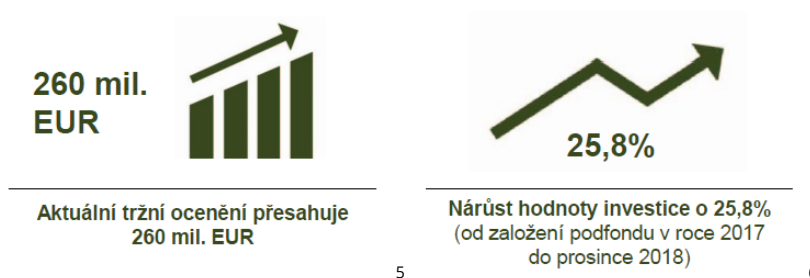 260 mil.
EUR
Aktuální tržní ocenění přesahuje
260 mil. EUR
25,8%
Nárůst hodnoty investice o 25,8%
(od založení podfondu v roce 2017
do prosince 2018)
5